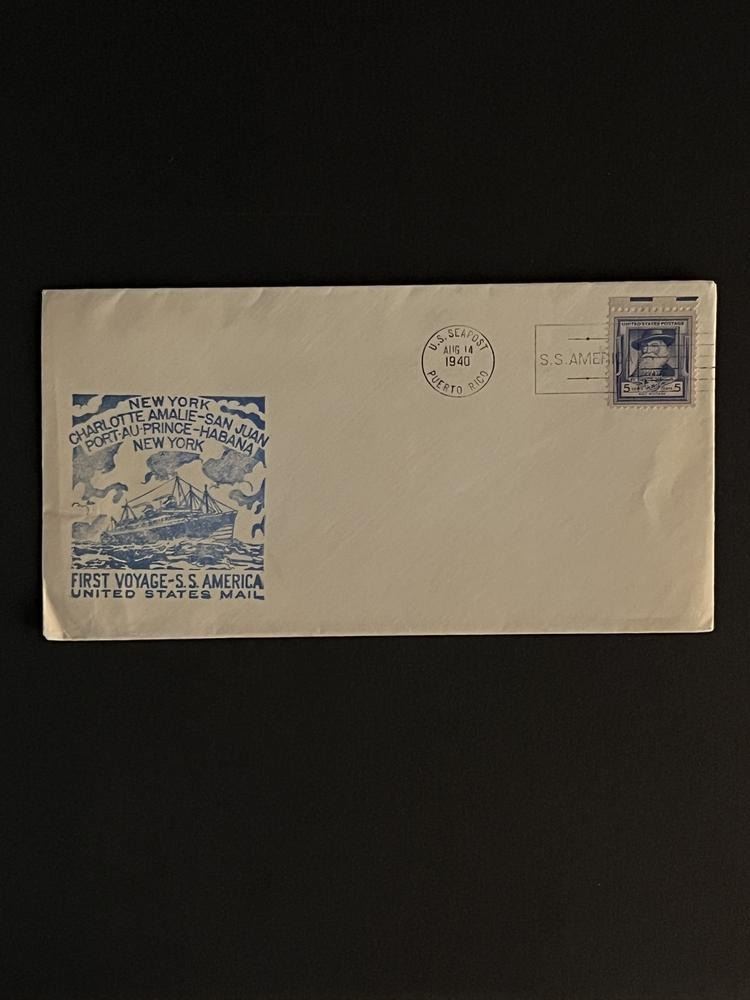 U.S. SEAPOST
AUG 14
1940
PUERTO RICO
S.S. AMERICA
UNITED STATES POSTAGE
5 5
NEW YORK
CHARLOTTE AMALIE-SAN JUAN
PORT-AU-PRINCE-HABANA
NEW YORK
FIRST VOYAGE-S.S. AMERICA
UNITED STATES MAIL